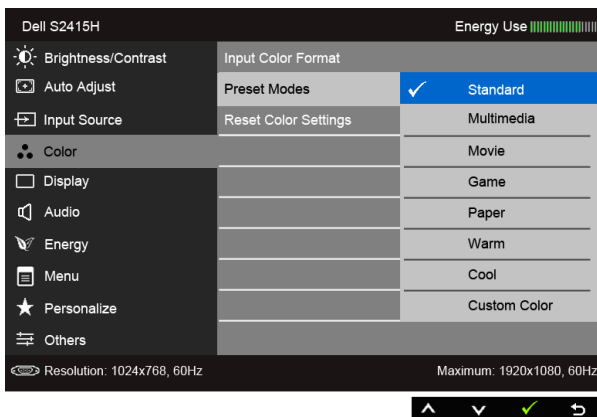 Dell S2415H
Energy Use
Brightness/Contrast
Auto Adjust
Input Source
Color
Display
Audio
Energy
Menu
Personalize
Others
Input Color Format
Preset Modes
Reset Color Settings
Standard
Multimedia
Movie
Game
Paper
Warm
Cool
Custom Color
Resolution: 1024x768, 60Hz
Maximum: 1920x1080, 60Hz